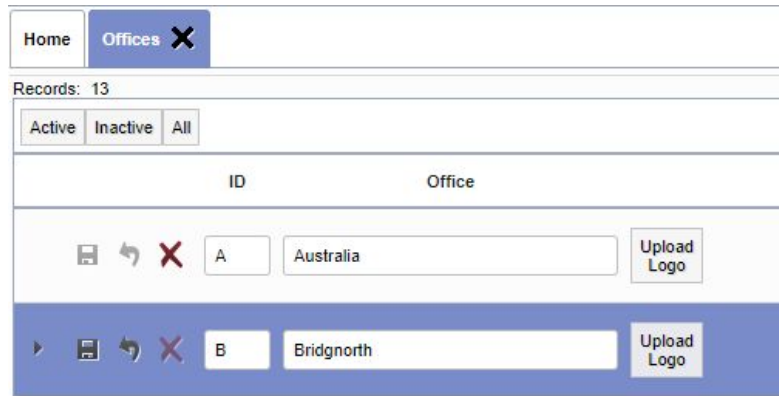 Home Offices
Records: 13
Active Inactive All
ID Office
A Australia Upload Logo
B Bridgnorth Upload Logo